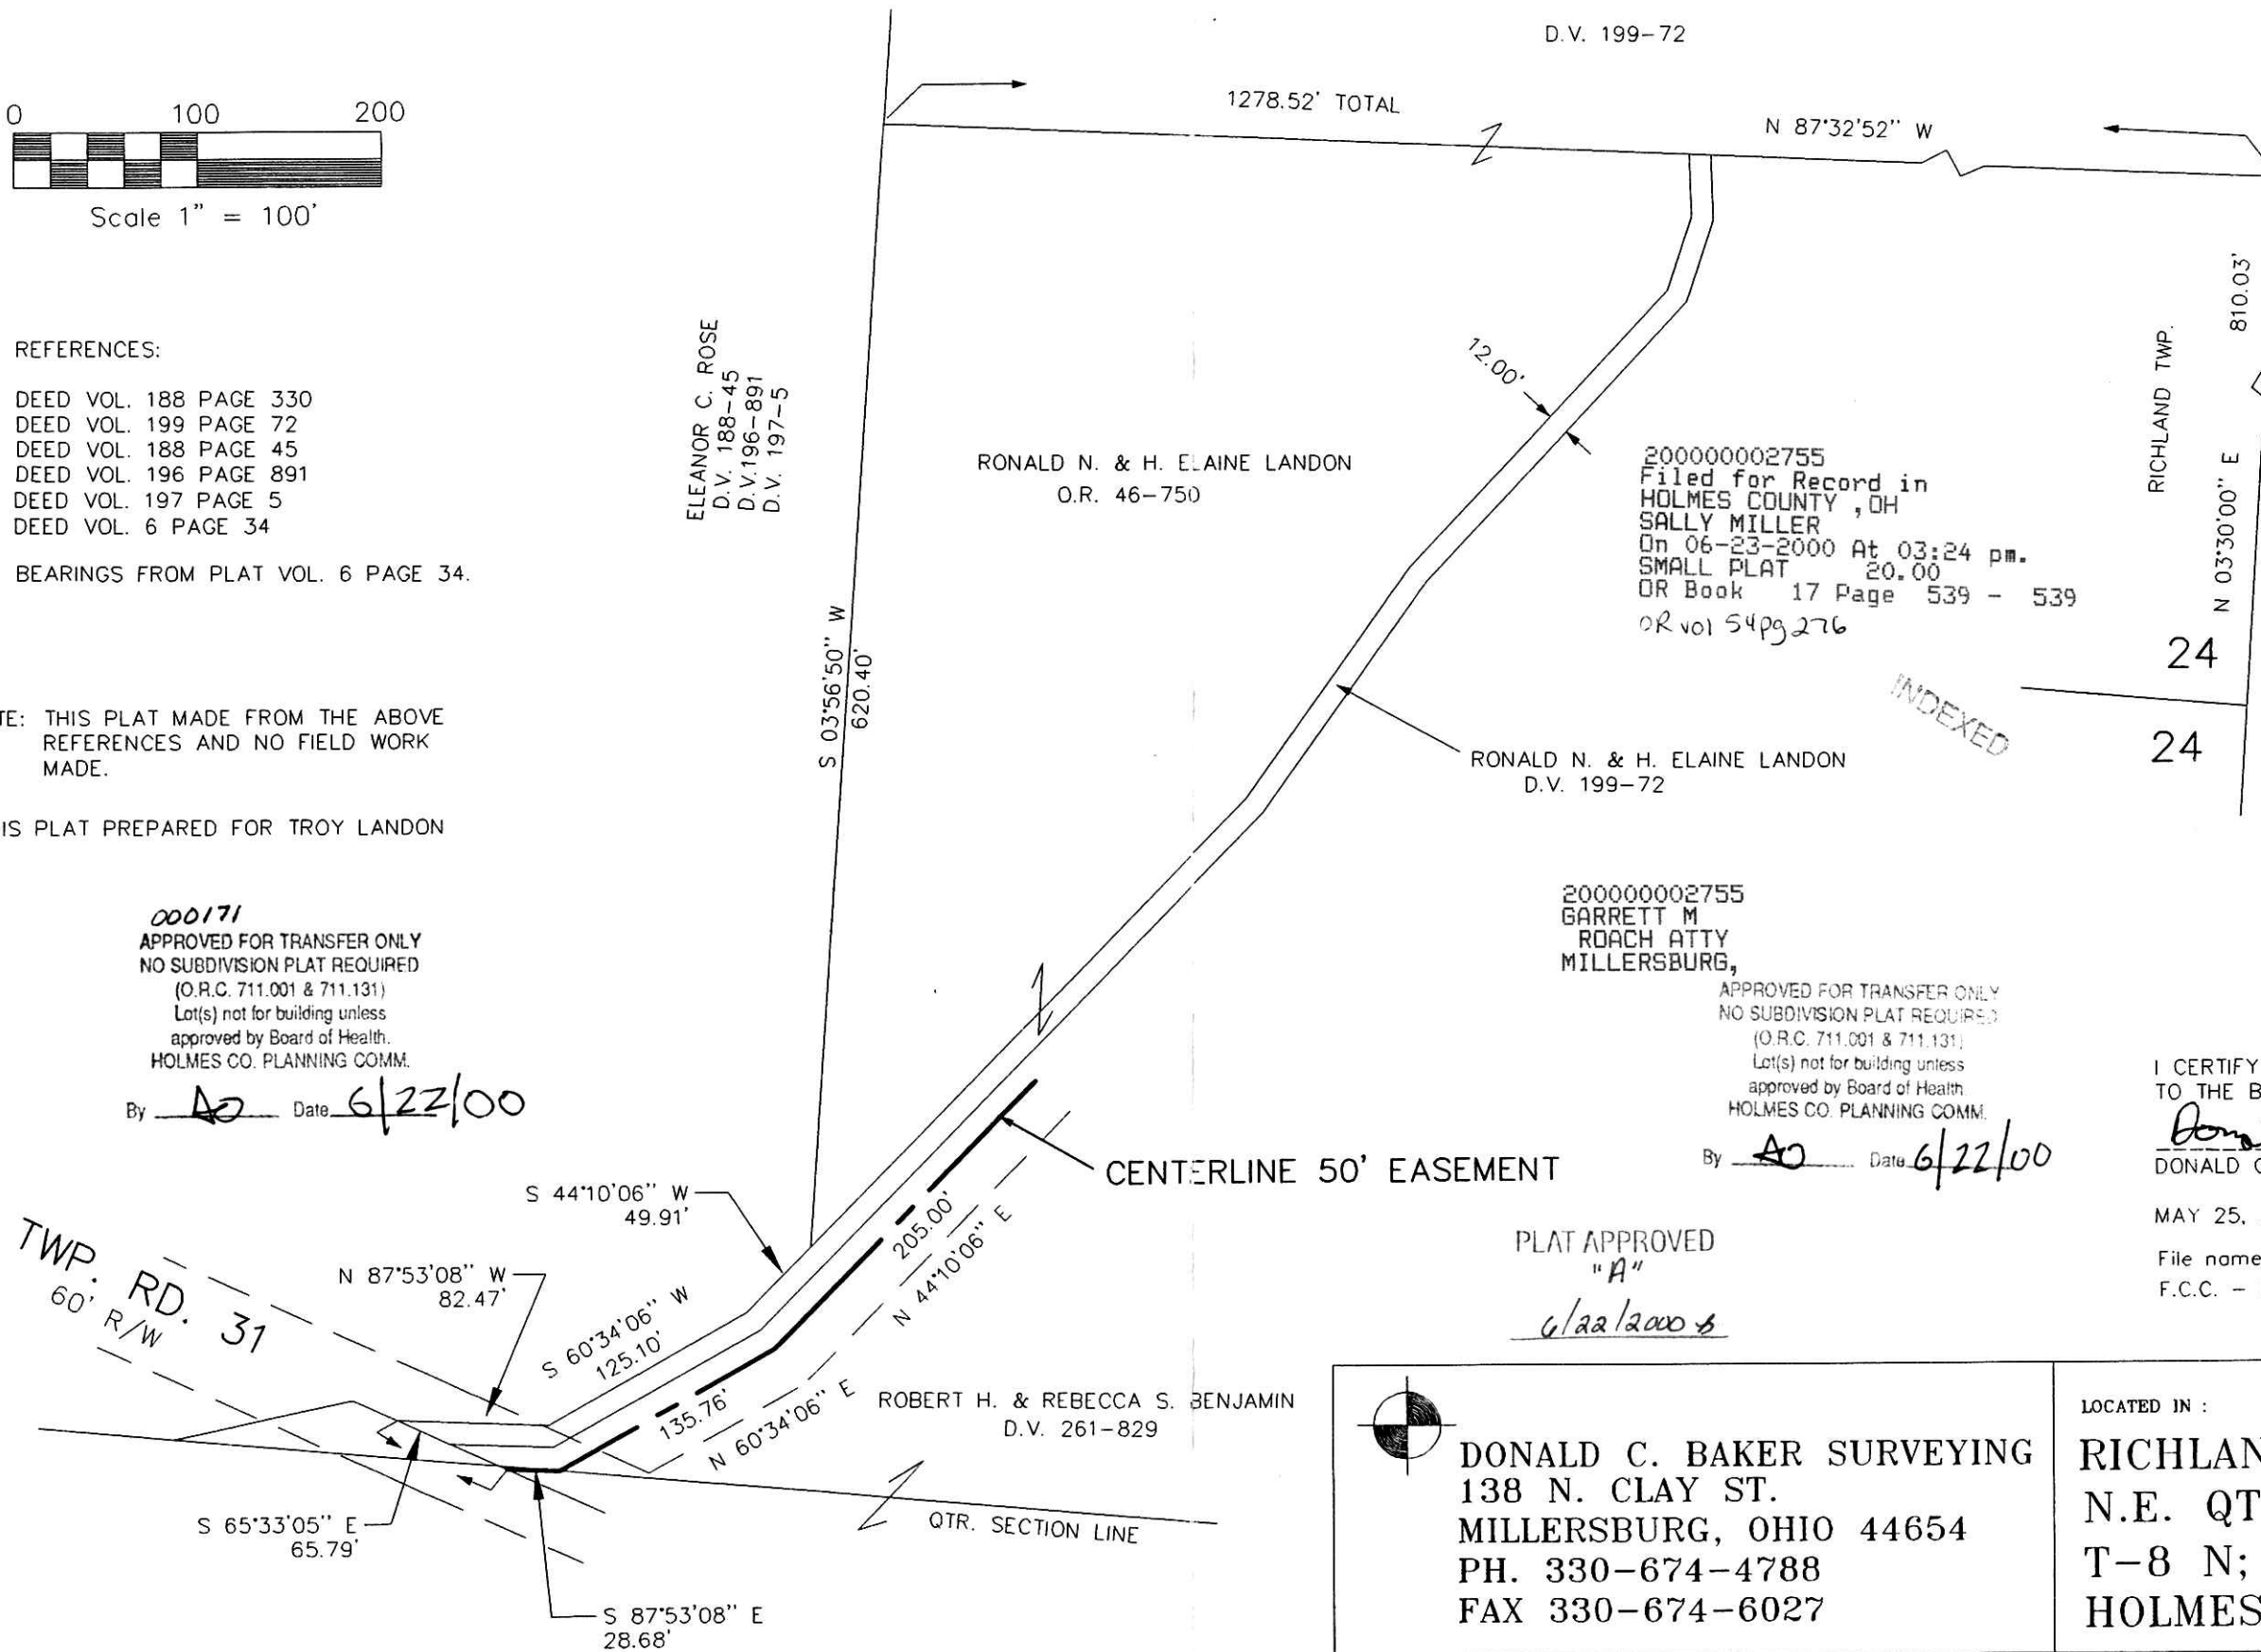 D.V. 199-72
0 100 200
Scale 1" = 100'
1278.52' TOTAL
N 87°32'52" W
REFERENCES:
DEED VOL. 188 PAGE 330
DEED VOL. 199 PAGE 72
DEED VOL. 188 PAGE 45
DEED VOL. 196 PAGE 891
DEED VOL. 197 PAGE 5
DEED VOL. 6 PAGE 34
BEARINGS FROM PLAT VOL. 6 PAGE 34.
TE: THIS PLAT MADE FROM THE ABOVE
REFERENCES AND NO FIELD WORK
MADE.
IS PLAT PREPARED FOR TROY LANDON
ELEANOR C. ROSE
D.V. 188-45
D.V.196-891
D.V. 197-5
S 03°56'50" W
620.40'
RONALD N. & H. ELAINE LANDON
O.R. 46-750
12.00'
200000002755
Filed for Record in
HOLMES COUNTY , OH
SALLY MILLER
On 06-23-2000 At 03:24 pm.
SMALL PLAT 20.00
OR Book 17 Page 539 - 539
OR vol 54pg 276
INDEXED
RICHLAND TWP.
N 03°30'00" E
810.03'
24
24
RONALD N. & H. ELAINE LANDON
D.V. 199-72
000171
APPROVED FOR TRANSFER ONLY
NO SUBDIVISION PLAT REQUIRED
(O.R.C. 711.001 & 711.131)
Lot(s) not for building unless
approved by Board of Health.
HOLMES CO. PLANNING COMM.
By AO Date 6/22/00
200000002755
GARRETT M
ROACH ATTY
MILLERSBURG,
APPROVED FOR TRANSFER ONLY
NO SUBDIVISION PLAT REQUIRED
(O.R.C. 711.001 & 711.131)
Lot(s) not for building unless
approved by Board of Health
HOLMES CO. PLANNING COMM.
By AO Date 6/22/00
I CERTIFY
TO THE B
DONALD C
MAY 25,
File name
F.C.C. -
CENTERLINE 50' EASEMENT
PLAT APPROVED
"A"
6/22/2000
S 44°10'06" W
49.91'
N 87°53'08" W
82.47'
TWP. RD. 31
60' R/W
S 60°34'06" W
125.10'
205.00'
N 44°10'06" E
135.76'
N 60°34'06" E
ROBERT H. & REBECCA S. BENJAMIN
D.V. 261-829
S 65°33'05" E
65.79'
QTR. SECTION LINE
S 87°53'08" E
28.68'
DONALD C. BAKER SURVEYING
138 N. CLAY ST.
MILLERSBURG, OHIO 44654
PH. 330-674-4788
FAX 330-674-6027
LOCATED IN :
RICHLAN
N.E. QT
T-8 N;
HOLMES